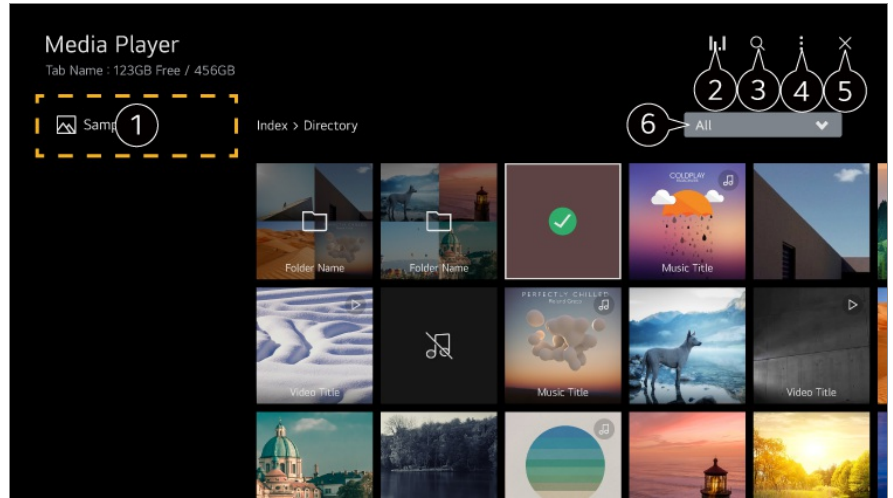 Media Player
Tab Name : 123GB Free / 456GB
2 3 4 5
Samp
1
Index > Directory
6
All
COLDPLAY
Folder Name
Folder Name
Music Title
PERFECTLY CHILLED
Video Title
Music Title
Video Title